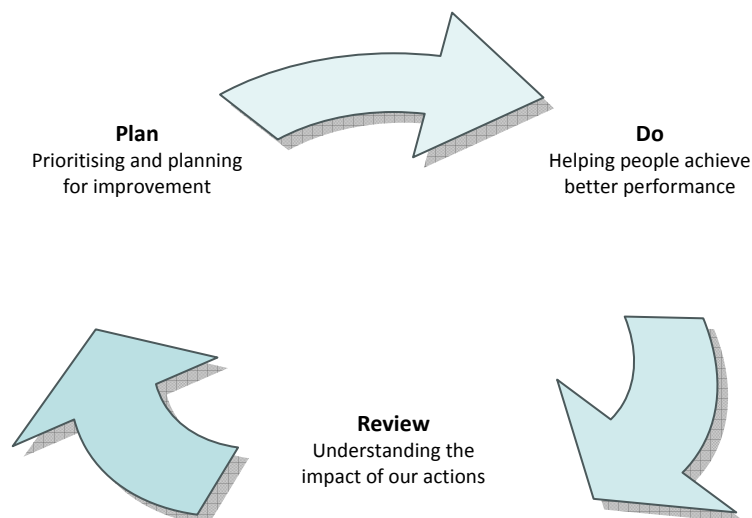 Plan
Prioritising and planning
for improvement
Do
Helping people achieve
better performance
Review
Understanding the
impact of our actions